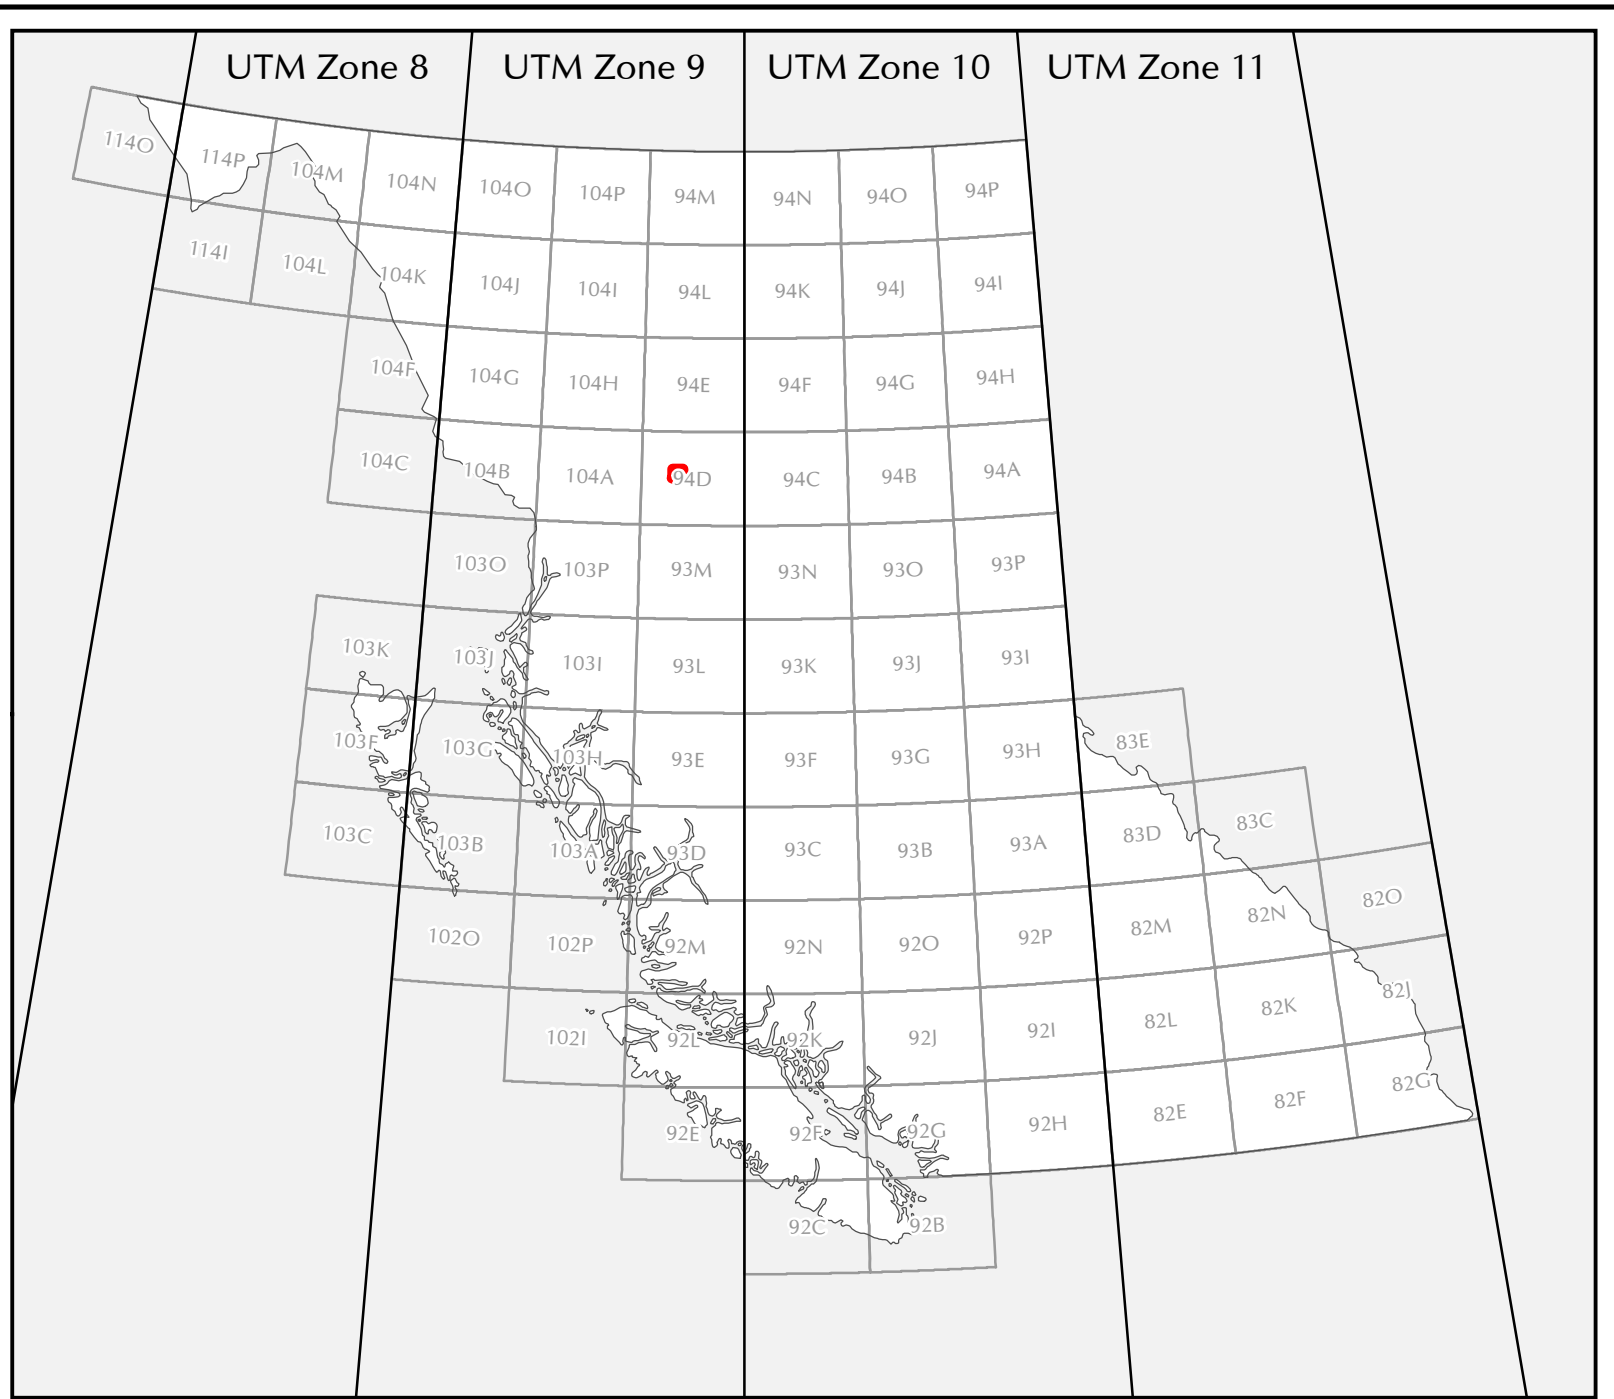 UTM Zone 8 UTM Zone 9 UTM Zone 10 UTM Zone 11
114O 114P 104M 104N 104O 104P 94M 94N 94O 94P
114I 104L 104K 104J 104I 94L 94K 94J 94I
104F 104G 104H 94E 94F 94G 94H
104C 104B 104A 94D 94C 94B 94A
103O 103P 93M 93N 93O 93P
103K 103J 103I 93L 93K 93J 93I
103F 103G 103H 93E 93F 93G 93H 83E
103C 103B 103A 93D 93C 93B 93A 83D 83C
102O 102P 92M 92N 92O 92P 82M 82N 82O
102I 92L 92K 92J 92I 82L 82K 82J
92E 92F 92G 92H 82E 82F 82G
92C 92B